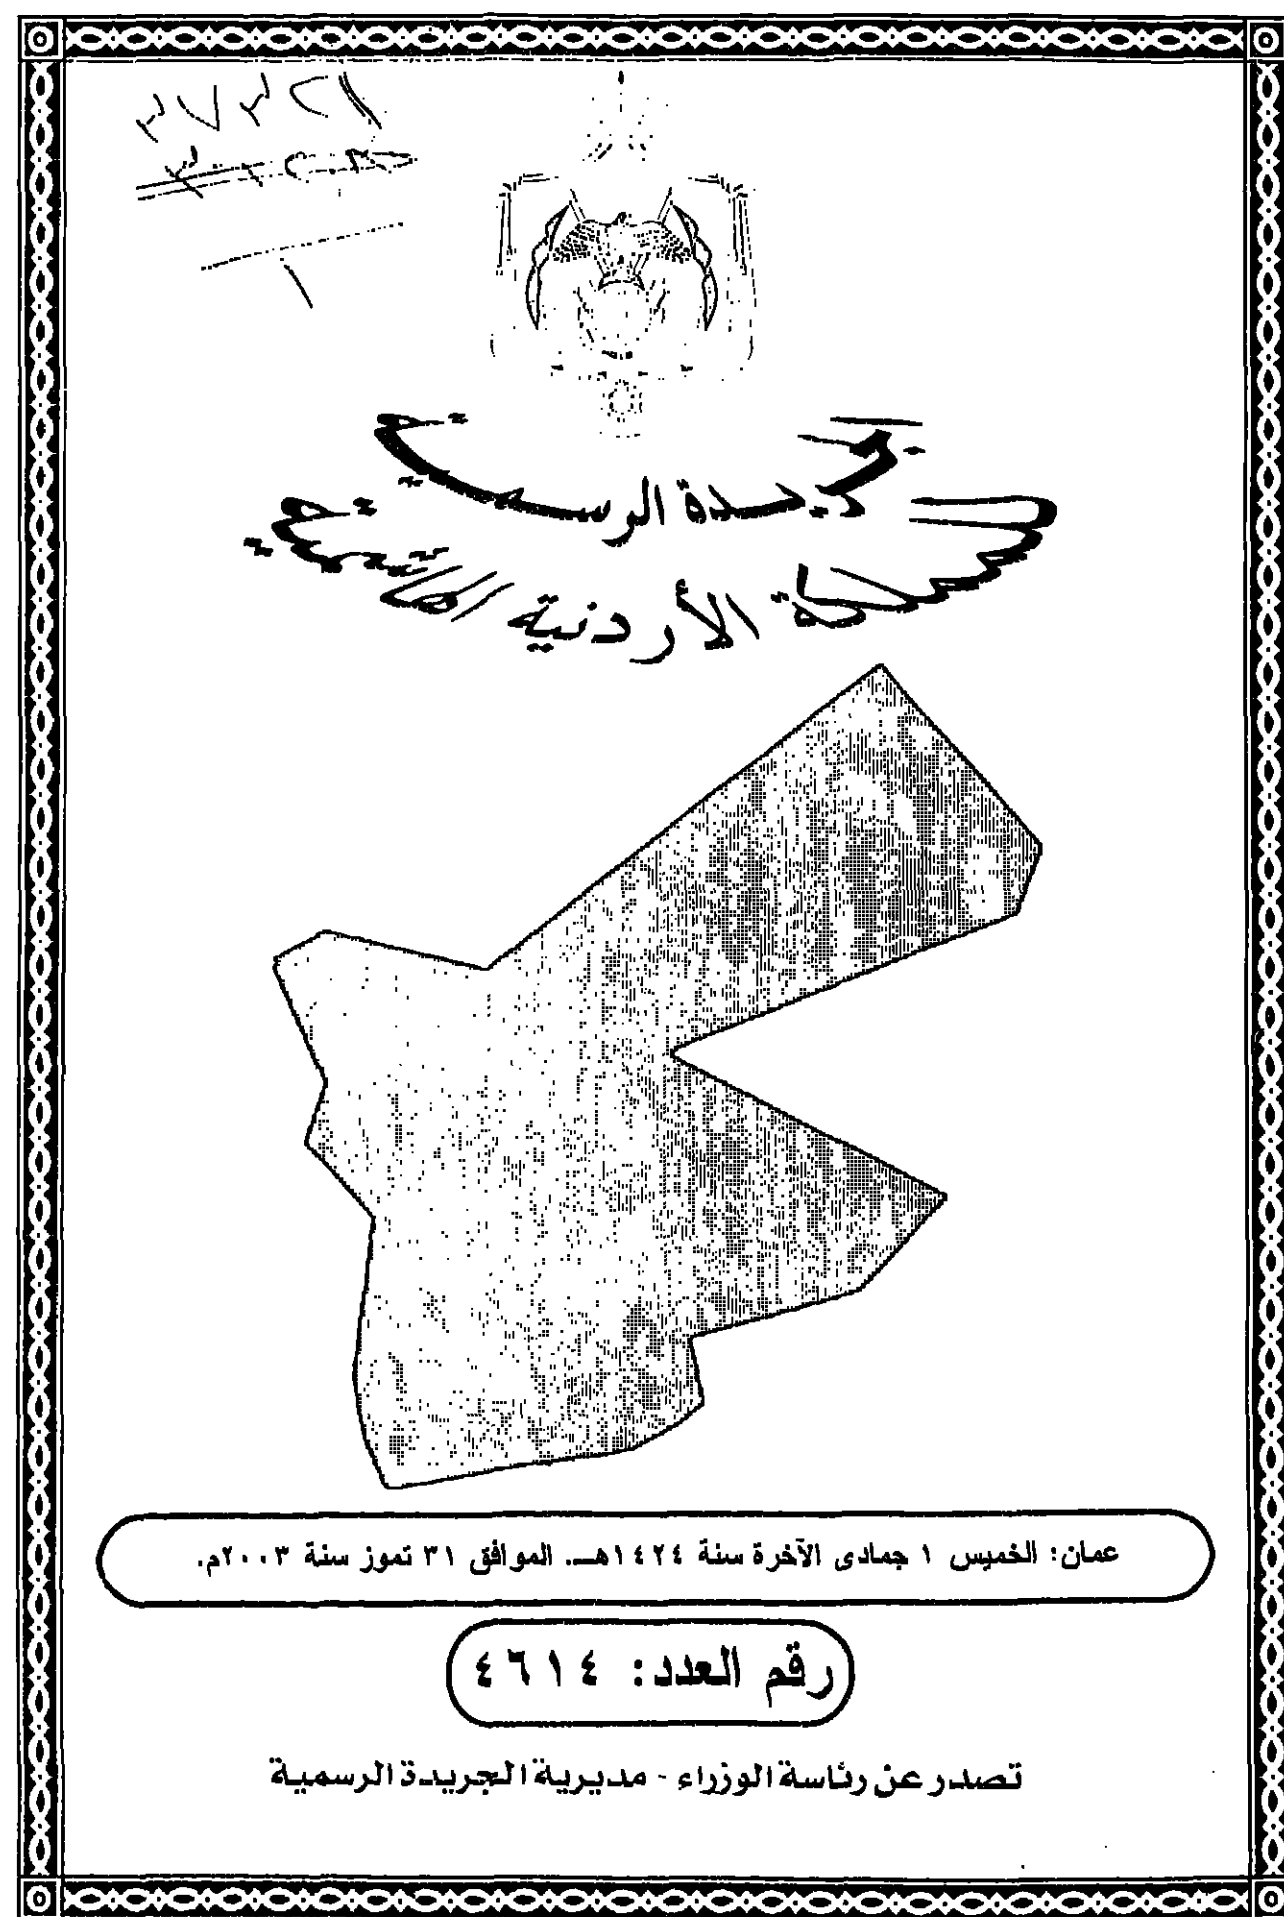 الجريدة الرسمية
للمملكة الأردنية الهاشمية
عمان: الخميس ١ جمادى الآخرة سنة ١٤٢٤هـ. الموافق ٣١ تموز سنة ٢٠٠٣م.
رقم العدد: ٤٦١٤
تصدر عن رئاسة الوزراء - مديرية الجريدة الرسمية